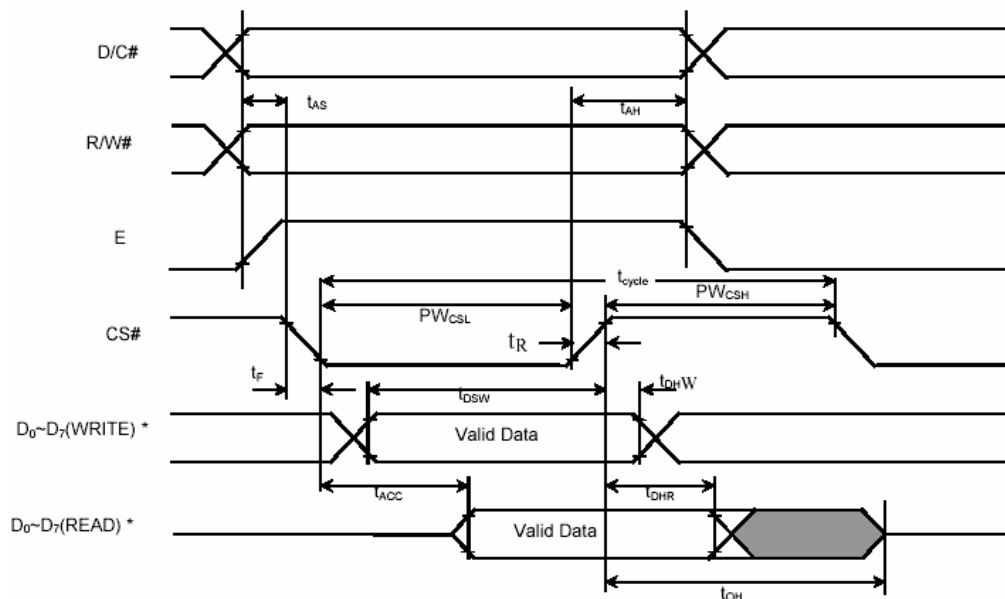 D/C#
tAS
tAH
R/W#
E
tcycle
PWCSL
PWCSH
CS#
tR
tF
tDSW
tDHW
D0~D7(WRITE) *
Valid Data
tACC
tDHR
D0~D7(READ) *
Valid Data
tOH